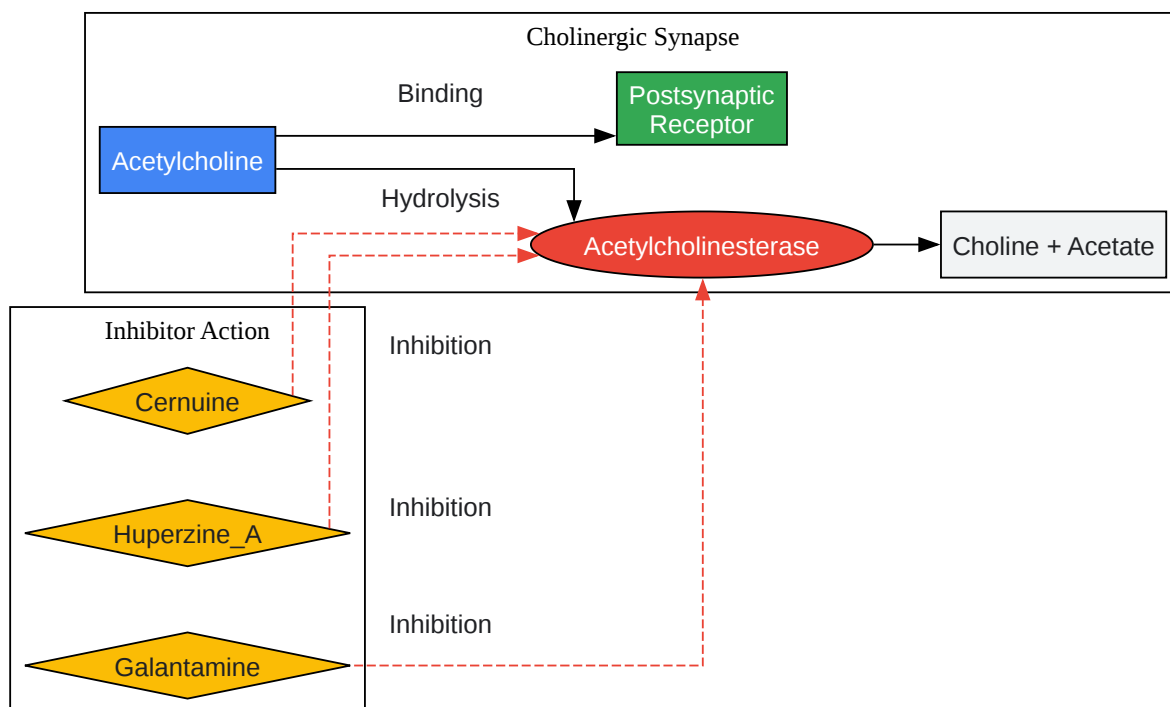 Cholinergic Synapse
Binding
Postsynaptic
Receptor
Acetylcholine
Hydrolysis
Acetylcholinesterase
Choline + Acetate
Inhibitor Action
Inhibition
Cernuine
Inhibition
Huperzine_A
Inhibition
Galantamine